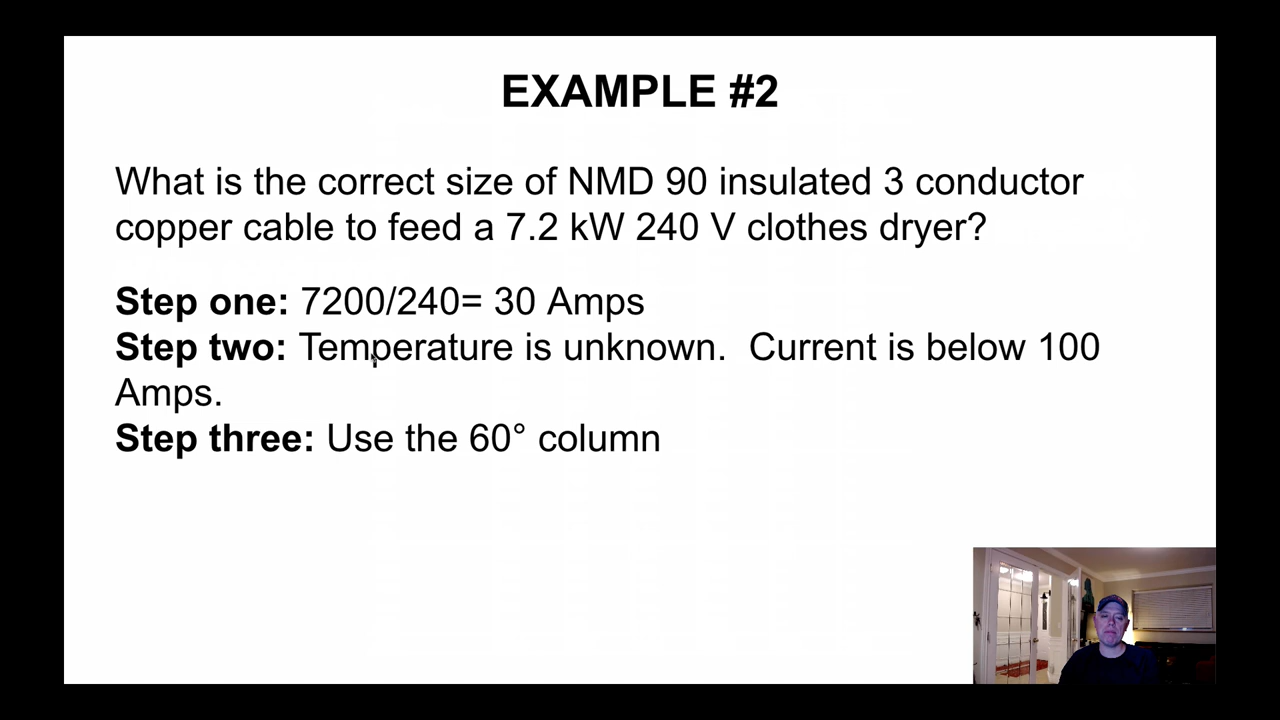 EXAMPLE #2
What is the correct size of NMD 90 insulated 3 conductor
copper cable to feed a 7.2 kW 240 V clothes dryer?
Step one: 7200/240= 30 Amps
Step two: Temperature is unknown.  Current is below 100
Amps.
Step three: Use the 60° column